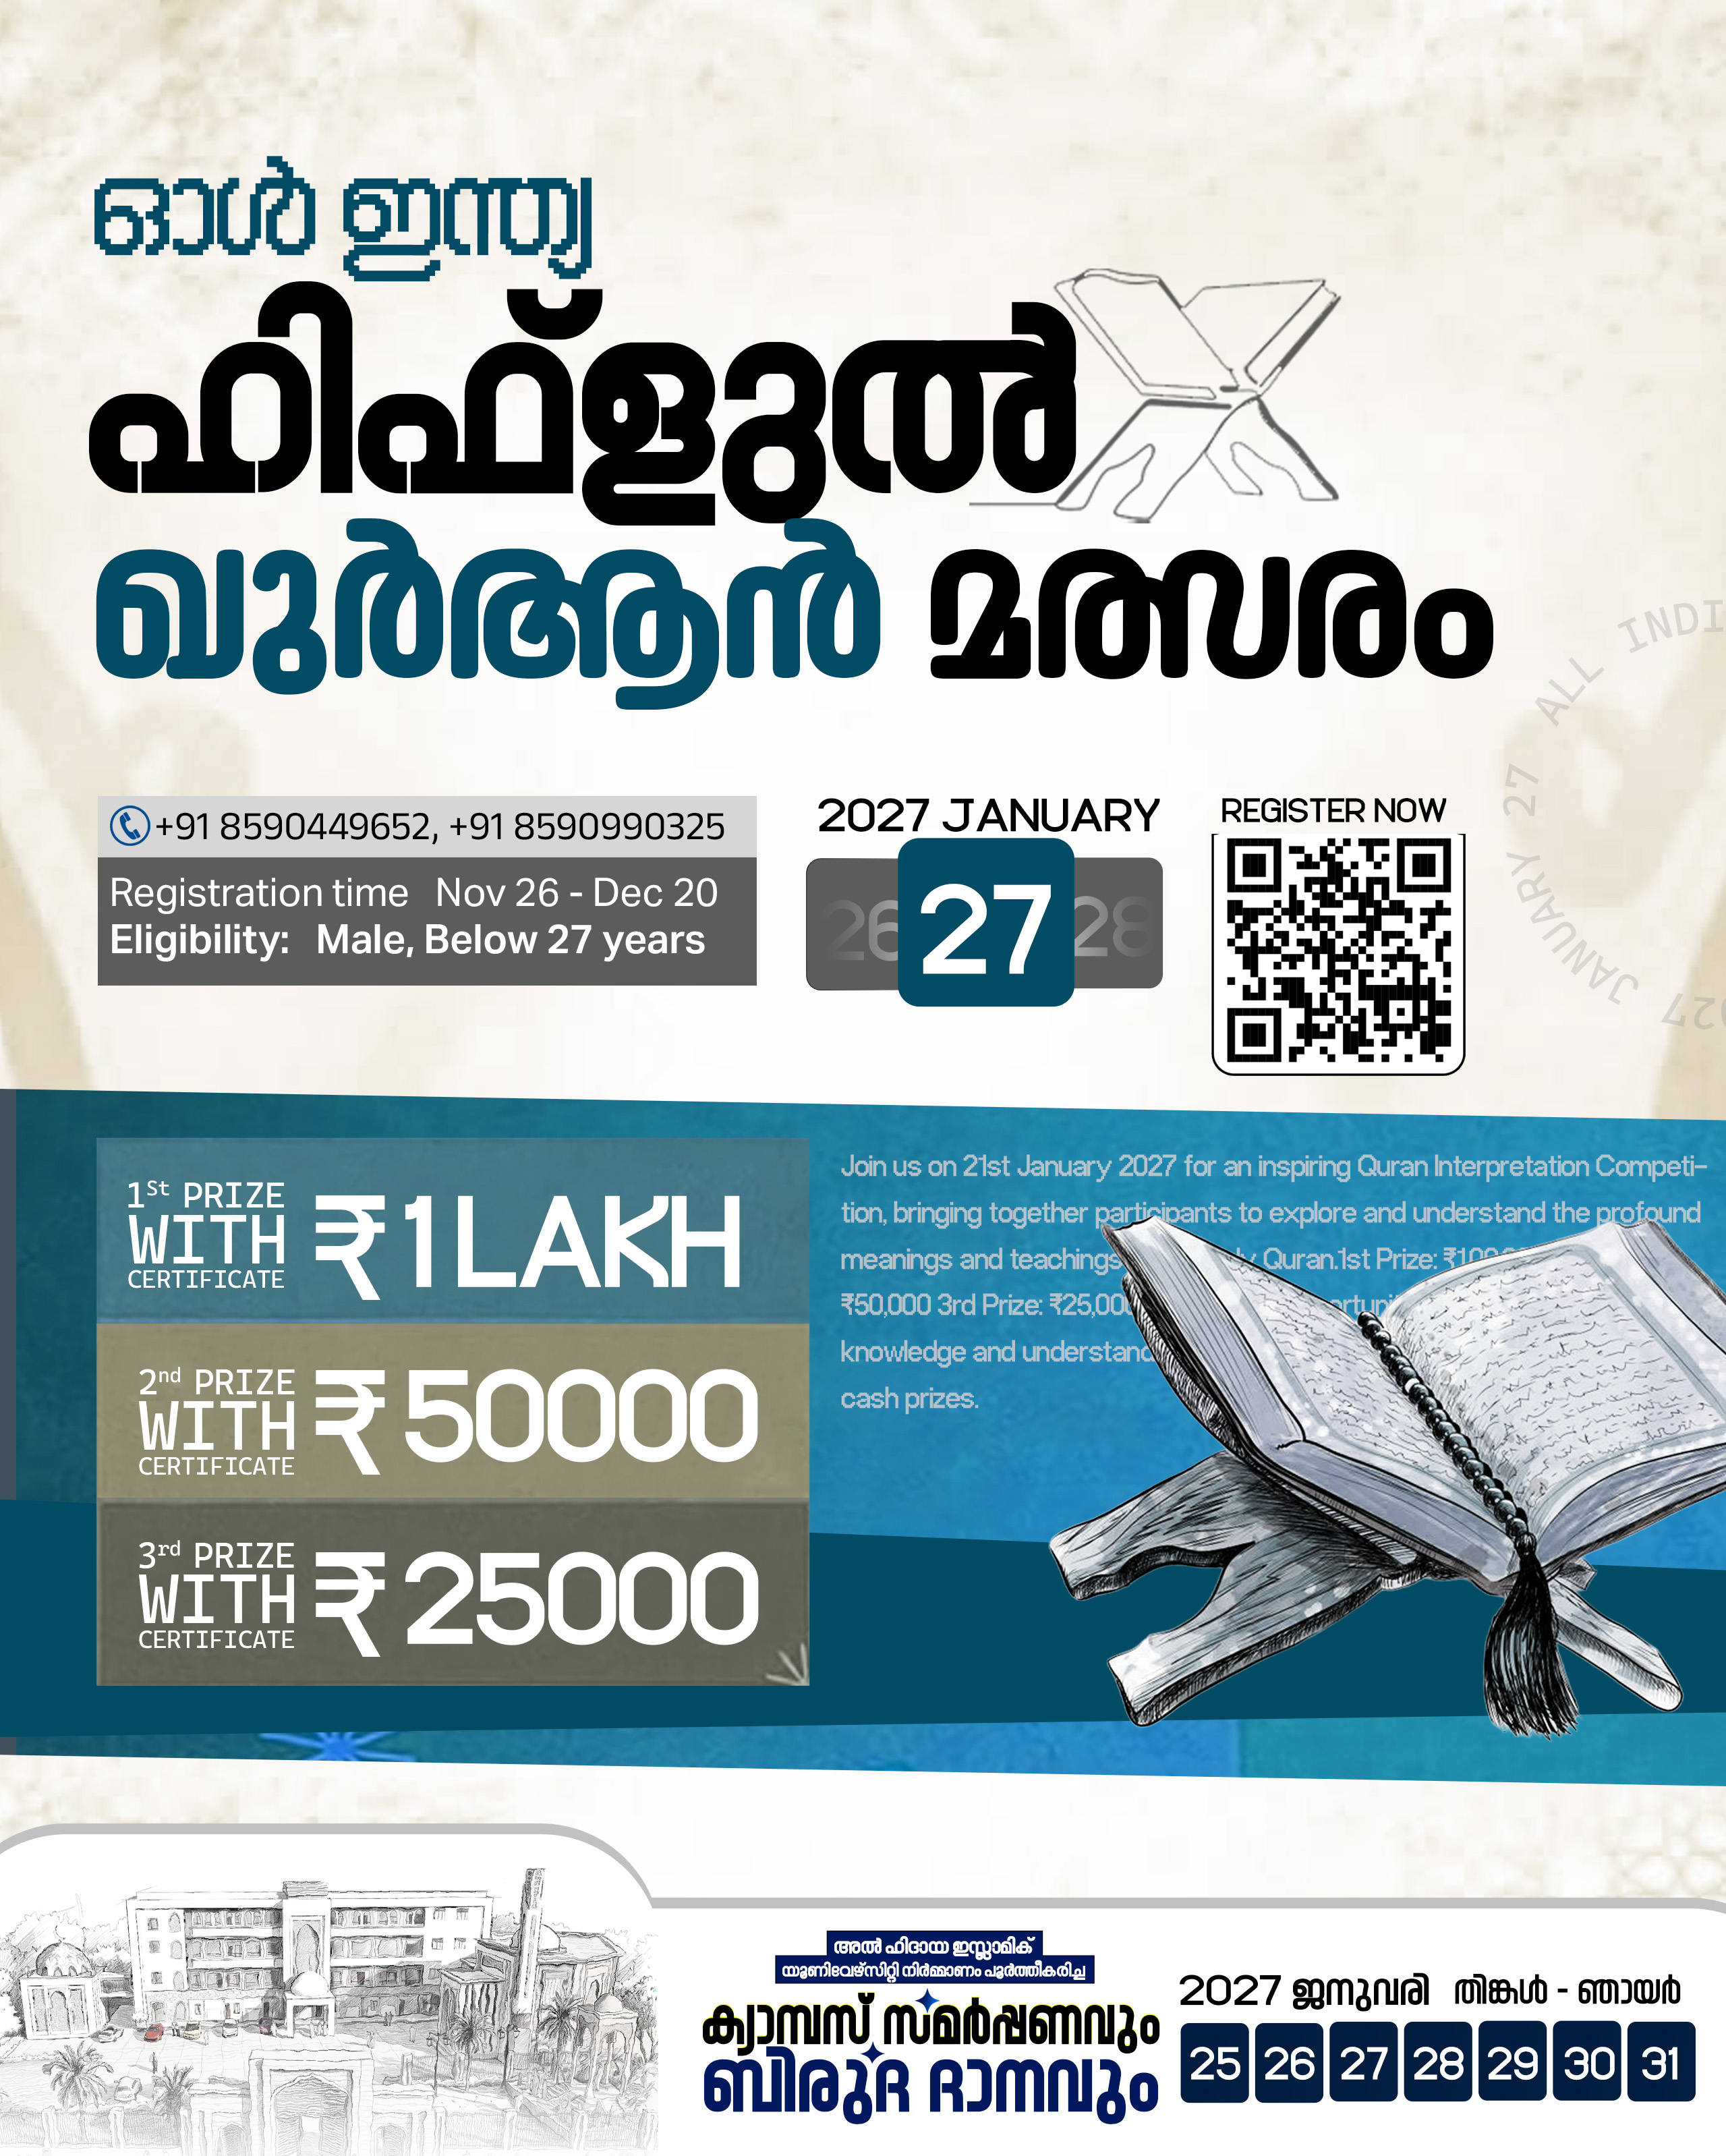 ഓൾ ഇന്ത്യ
ഹിഫ്ളുൽ
ഖുർആൻ മത്സരം
+91 8590449652, +91 8590990325
Registration time Nov 26 - Dec 20
Eligibility: Male, Below 27 years
2027 JANUARY
26 27 28
REGISTER NOW
ALL INDI
JANUARY 27
JANUARY
1st PRIZE
WITH
CERTIFICATE
₹1LAKH
2nd PRIZE
WITH
CERTIFICATE
₹50000
3rd PRIZE
WITH
CERTIFICATE
₹25000
Join us on 21st January 2027 for an inspiring Quran Interpretation Competi-
tion, bringing together participants to explore and understand the profound
meanings and teachings Quran.1st Prize:
₹50,000 3rd Prize:
knowledge and
cash prizes.
അൽ ഹിദായ ഇസ്ലാമിക്
യൂണിവേഴ്സിറ്റി നിർമ്മാണം പൂർത്തീകരിച്ച
ക്യാമ്പസ് സമർപ്പണവും
ബിരുദ ദാനവും
2027 ജനുവരി തിങ്കൾ - ഞായർ
25 26 27 28 29 30 31